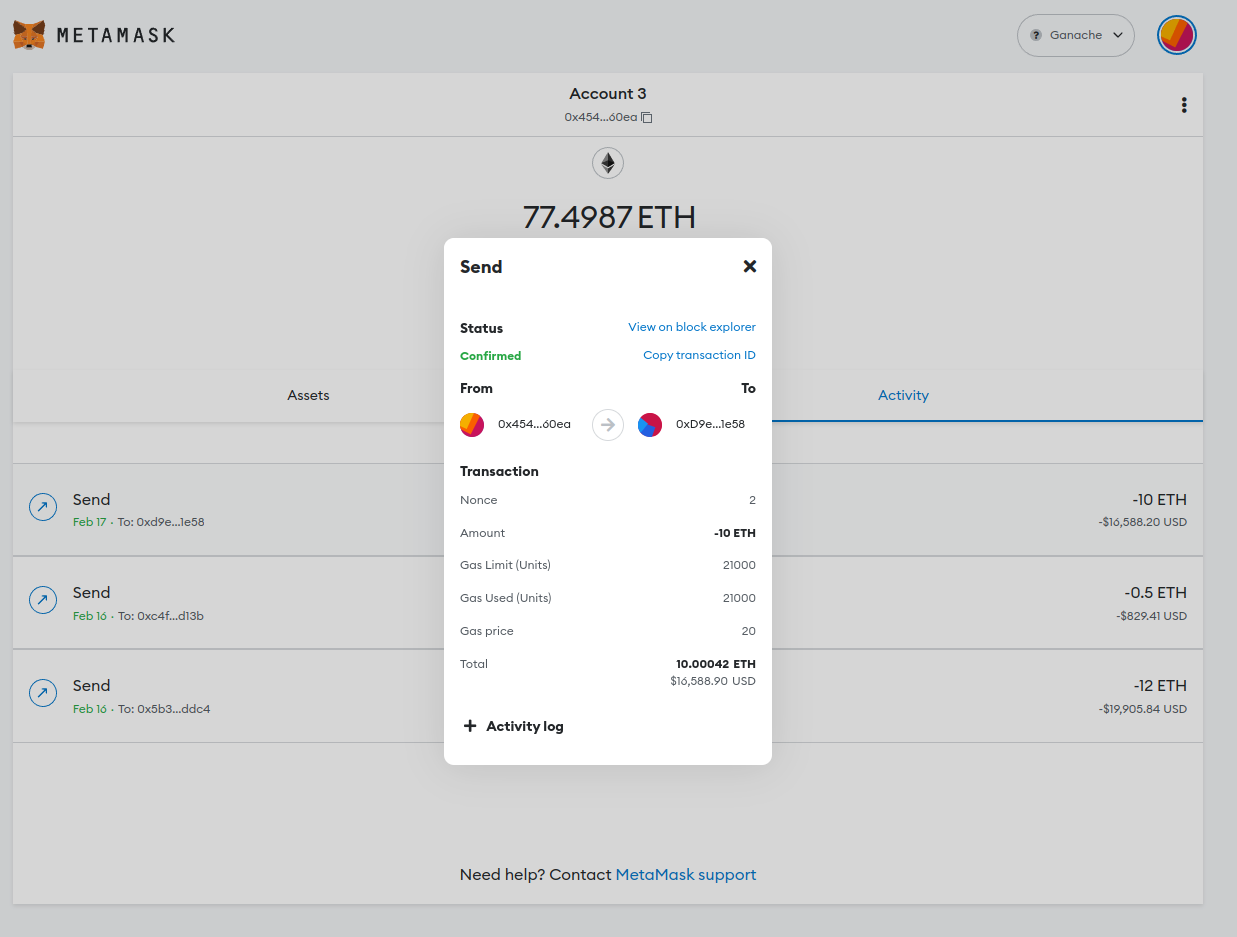 METAMASK
? Ganache
Account 3
0x454...60ea
77.4987 ETH
Send
Status View on block explorer
Confirmed Copy transaction ID
From To
0x454...60ea 0xD9e...1e58
Transaction
Nonce 2
Amount -10 ETH
Gas Limit (Units) 21000
Gas Used (Units) 21000
Gas price 20
Total 10.00042 ETH
$16,588.90 USD
Activity log
Assets Activity
Send -10 ETH
Feb 17 · To: 0xd9e...1e58 -$16,588.20 USD
Send -0.5 ETH
Feb 16 · To: 0xc4f...d13b -$829.41 USD
Send -12 ETH
Feb 16 · To: 0x5b3...ddc4 -$19,905.84 USD
Need help? Contact MetaMask support